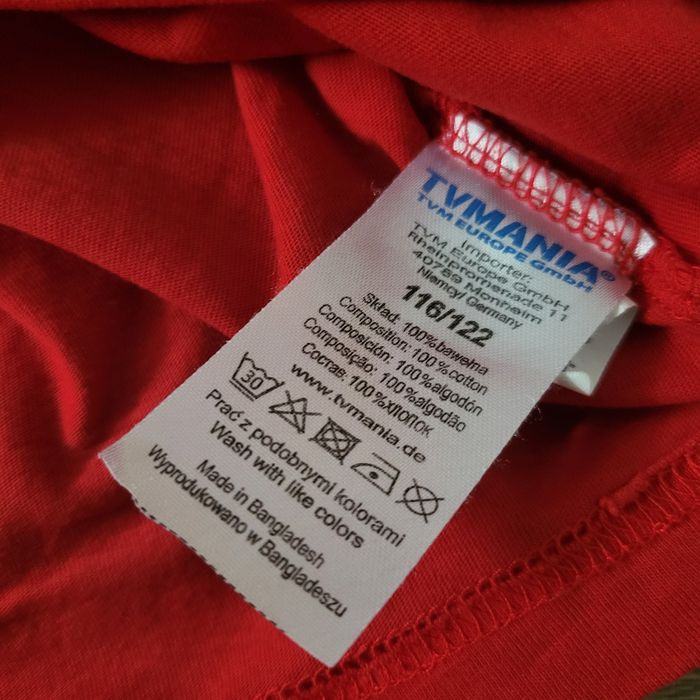 TVMANIA®
TVM EUROPE GmbH
Importer:
TVM Europe GmbH
Rheinpromenade 11
40789 Monheim
Niemcy/ Germany
116/122
Skład: 100%bawełna
Composition: 100%cotton
Composición: 100%algodón
Composição: 100%algodão
Состав: 100%хлопок
www.tvmania.de
30
Prać z podobnymi kolorami
Wash with like colors
Made in Bangladesh
Wyprodukowano w Bangladeszu